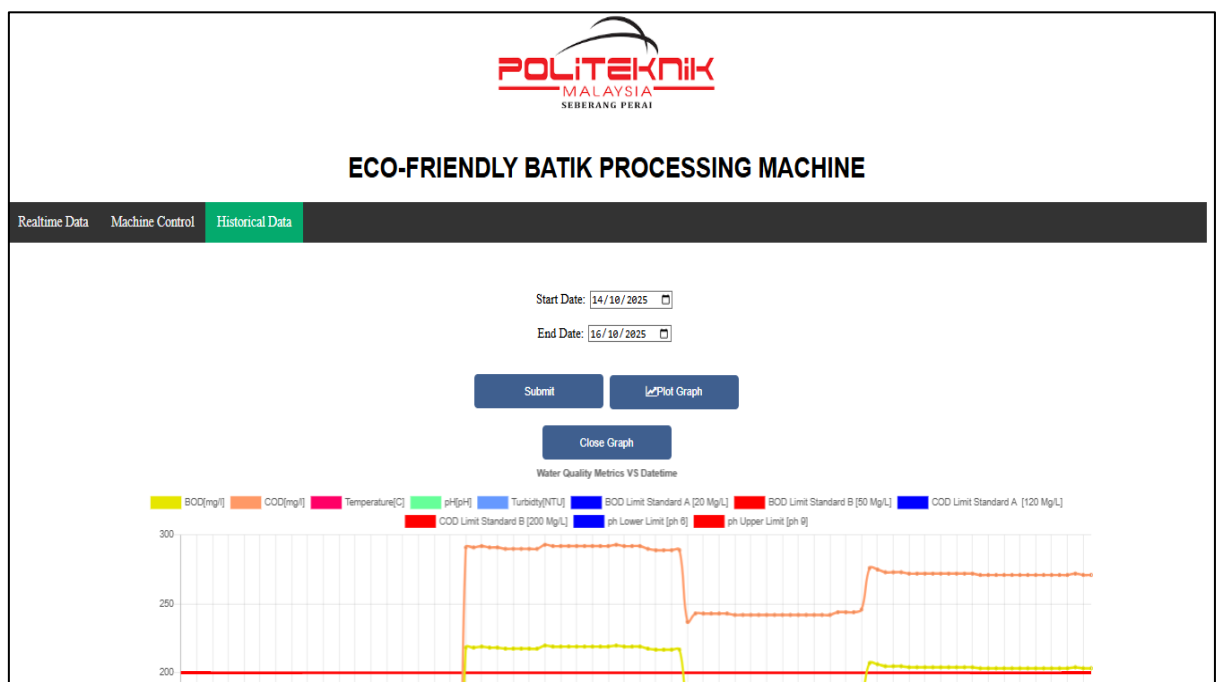 POLiTEKNiK
MALAYSIA
SEBERANG PERAI
ECO-FRIENDLY BATIK PROCESSING MACHINE
Realtime Data Machine Control Historical Data
Start Date: 14/10/2025
End Date: 16/10/2025
Submit Plot Graph
Close Graph
Water Quality Metrics VS Datetime
BOD[mg/l] COD[mg/l] Temperature[C] pH[pH] Turbidty[NTU] BOD Limit Standard A [20 Mg/L] BOD Limit Standard B [50 Mg/L] COD Limit Standard A [120 Mg/L]
COD Limit Standard B [200 Mg/L] ph Lower Limit [ph 6] ph Upper Limit [ph 9]
300
250
200